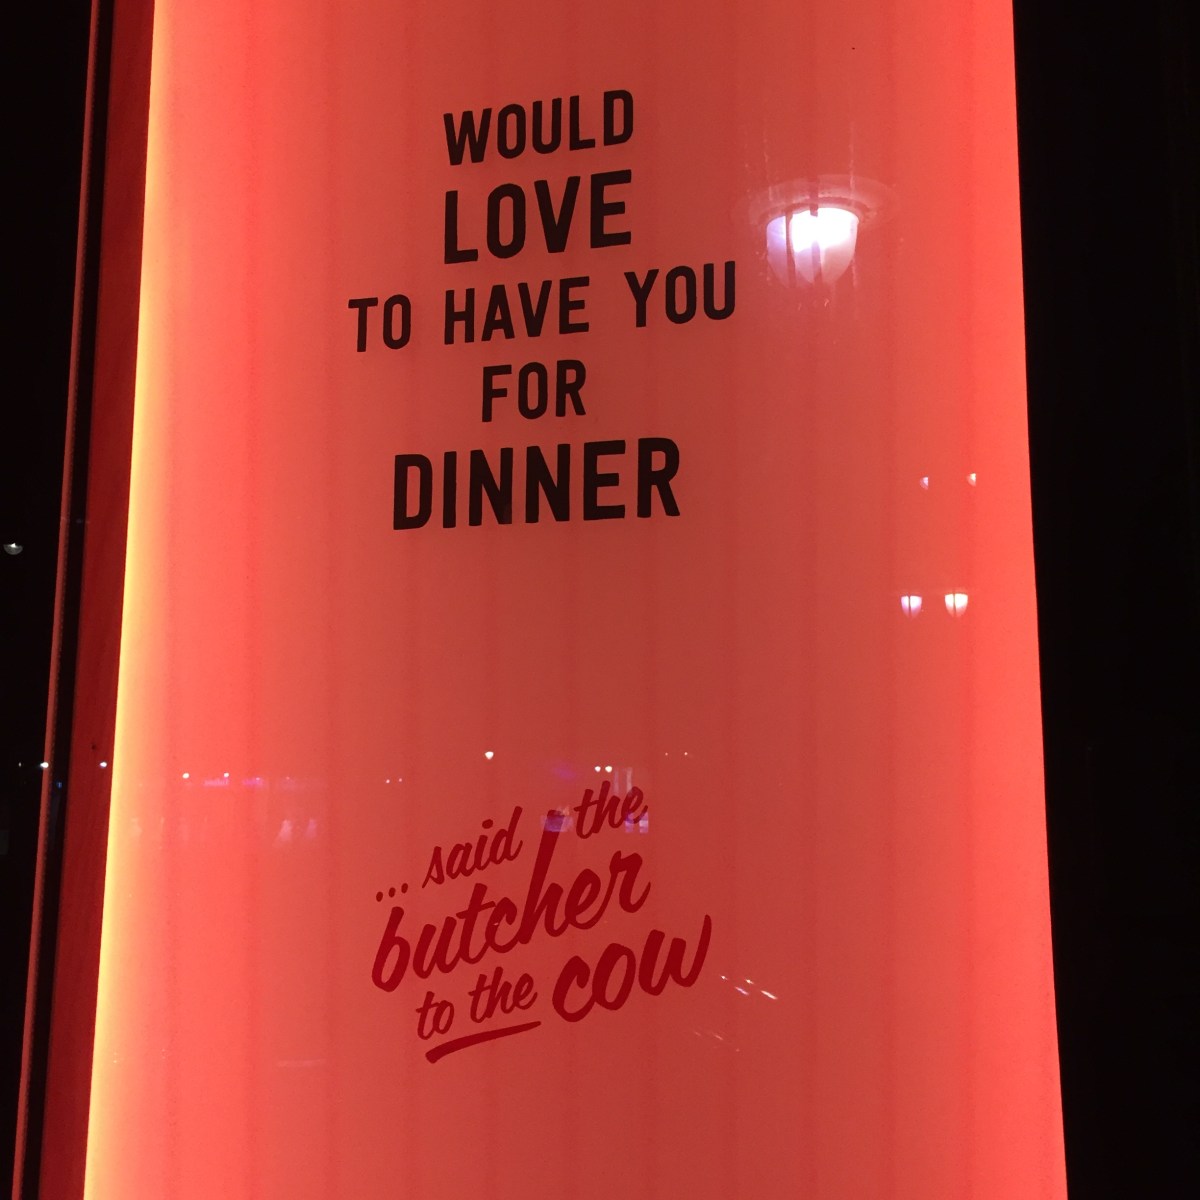 WOULD
LOVE
TO HAVE YOU
FOR
DINNER
... said the
butcher
to the cow